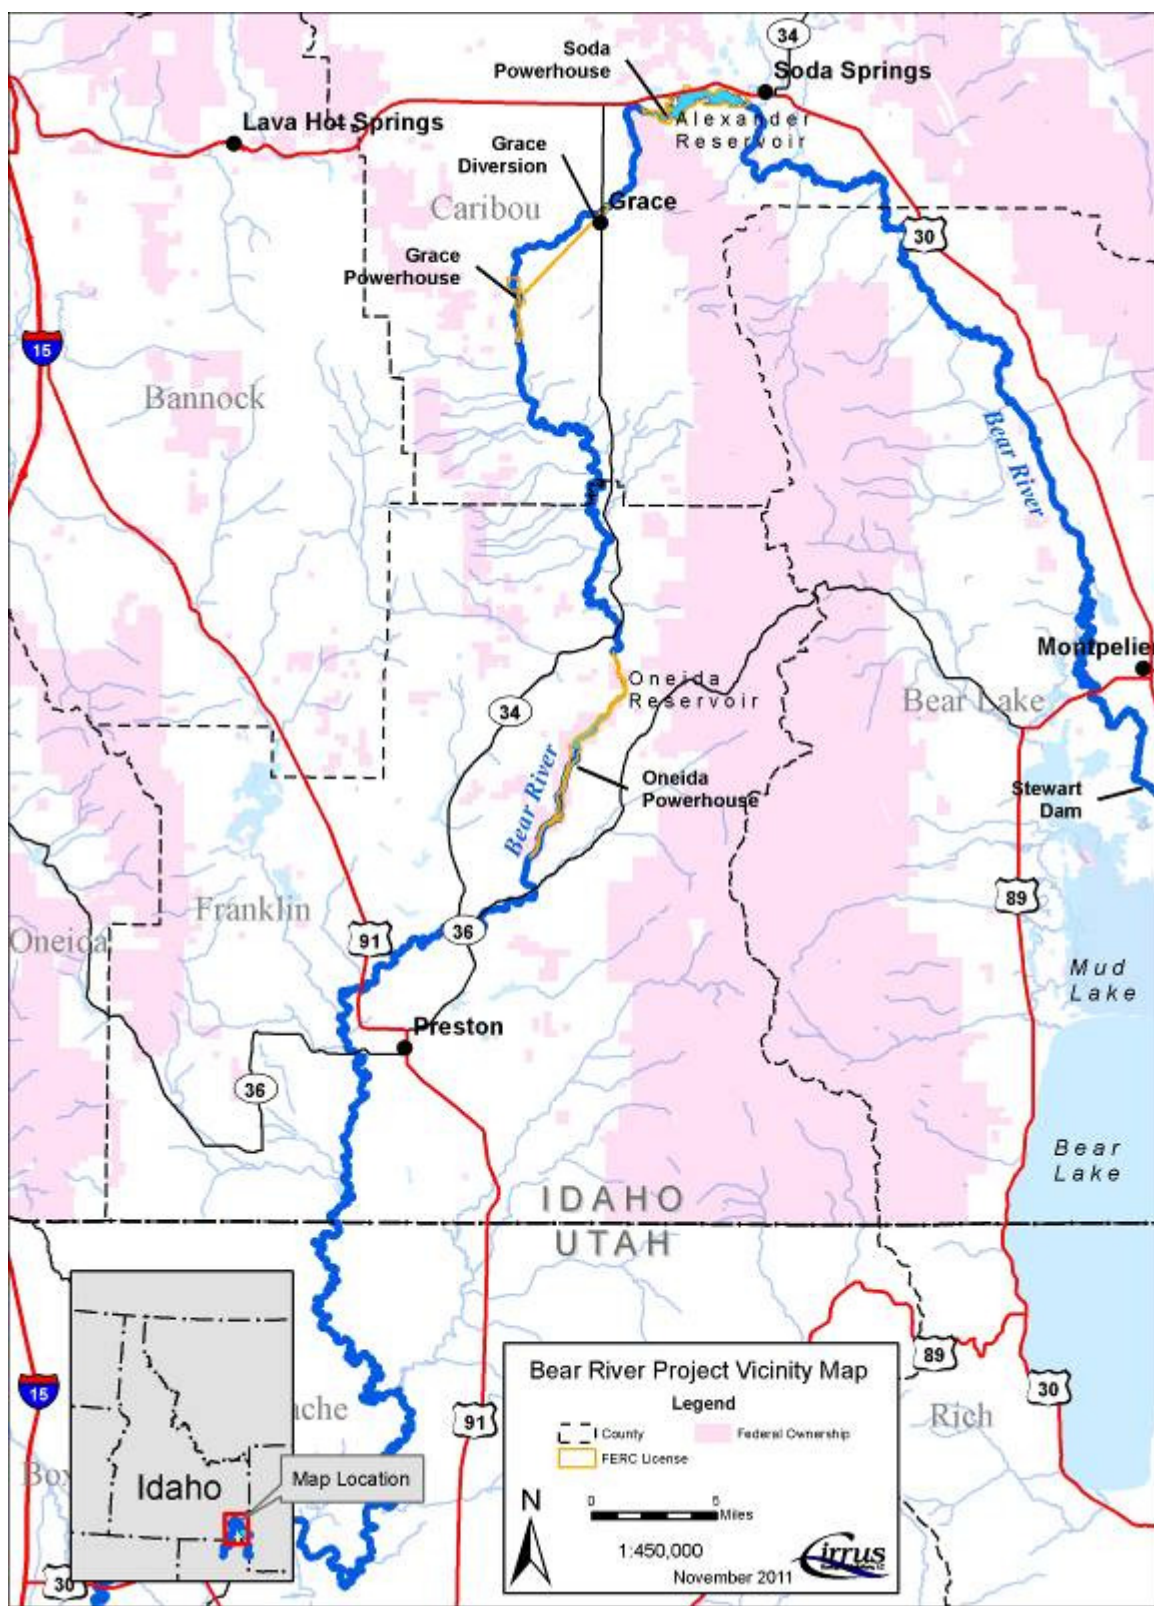 34
Soda
Powerhouse
Soda Springs
Lava Hot Springs
Alexander
Reservoir
Grace
Diversion
Caribou
Grace
30
Grace
Powerhouse
15
Bannock
Bear River
Montpelier
Oneida
Reservoir
Bear Lake
34
Oneida
Powerhouse
Bear River
Stewart
Dam
89
Franklin
91
36
Oneida
Mud
Lake
Preston
36
Bear
Lake
IDAHO
UTAH
Bear River Project Vicinity Map
Legend
County
Federal Ownership
FERC License
N
0
5
Miles
1:450,000
Cirrus
November 2011
89
30
Rich
15
ache
91
Box
Idaho
Map Location
30